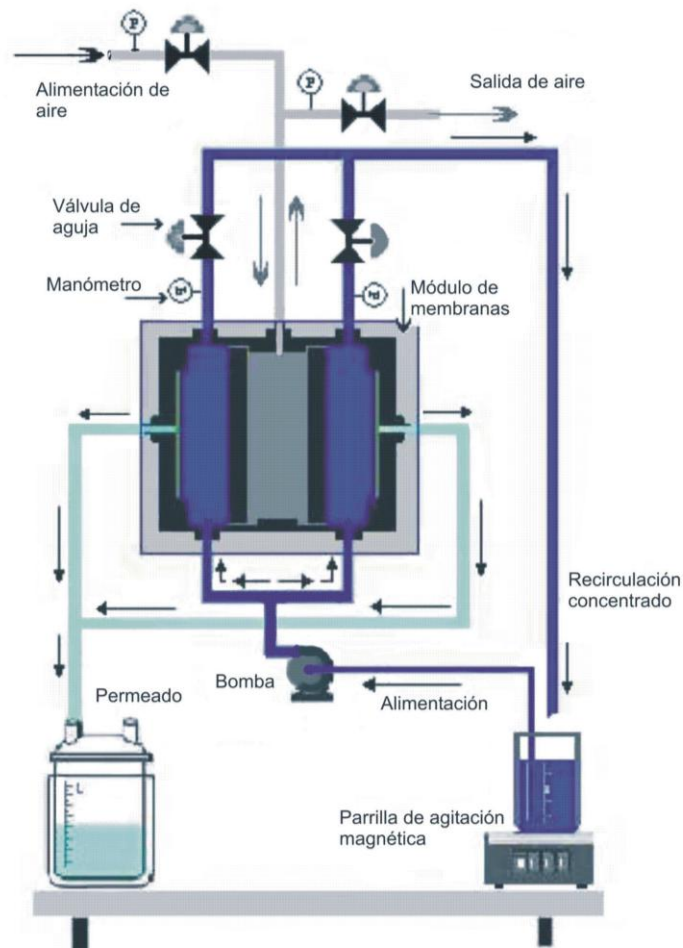 P
Alimentación de
aire
P
Salida de aire
Válvula de
aguja
Manómetro
Módulo de
membranas
Recirculación
concentrado
Bomba
Alimentación
Permeado
L
Parrilla de agitación
magnética